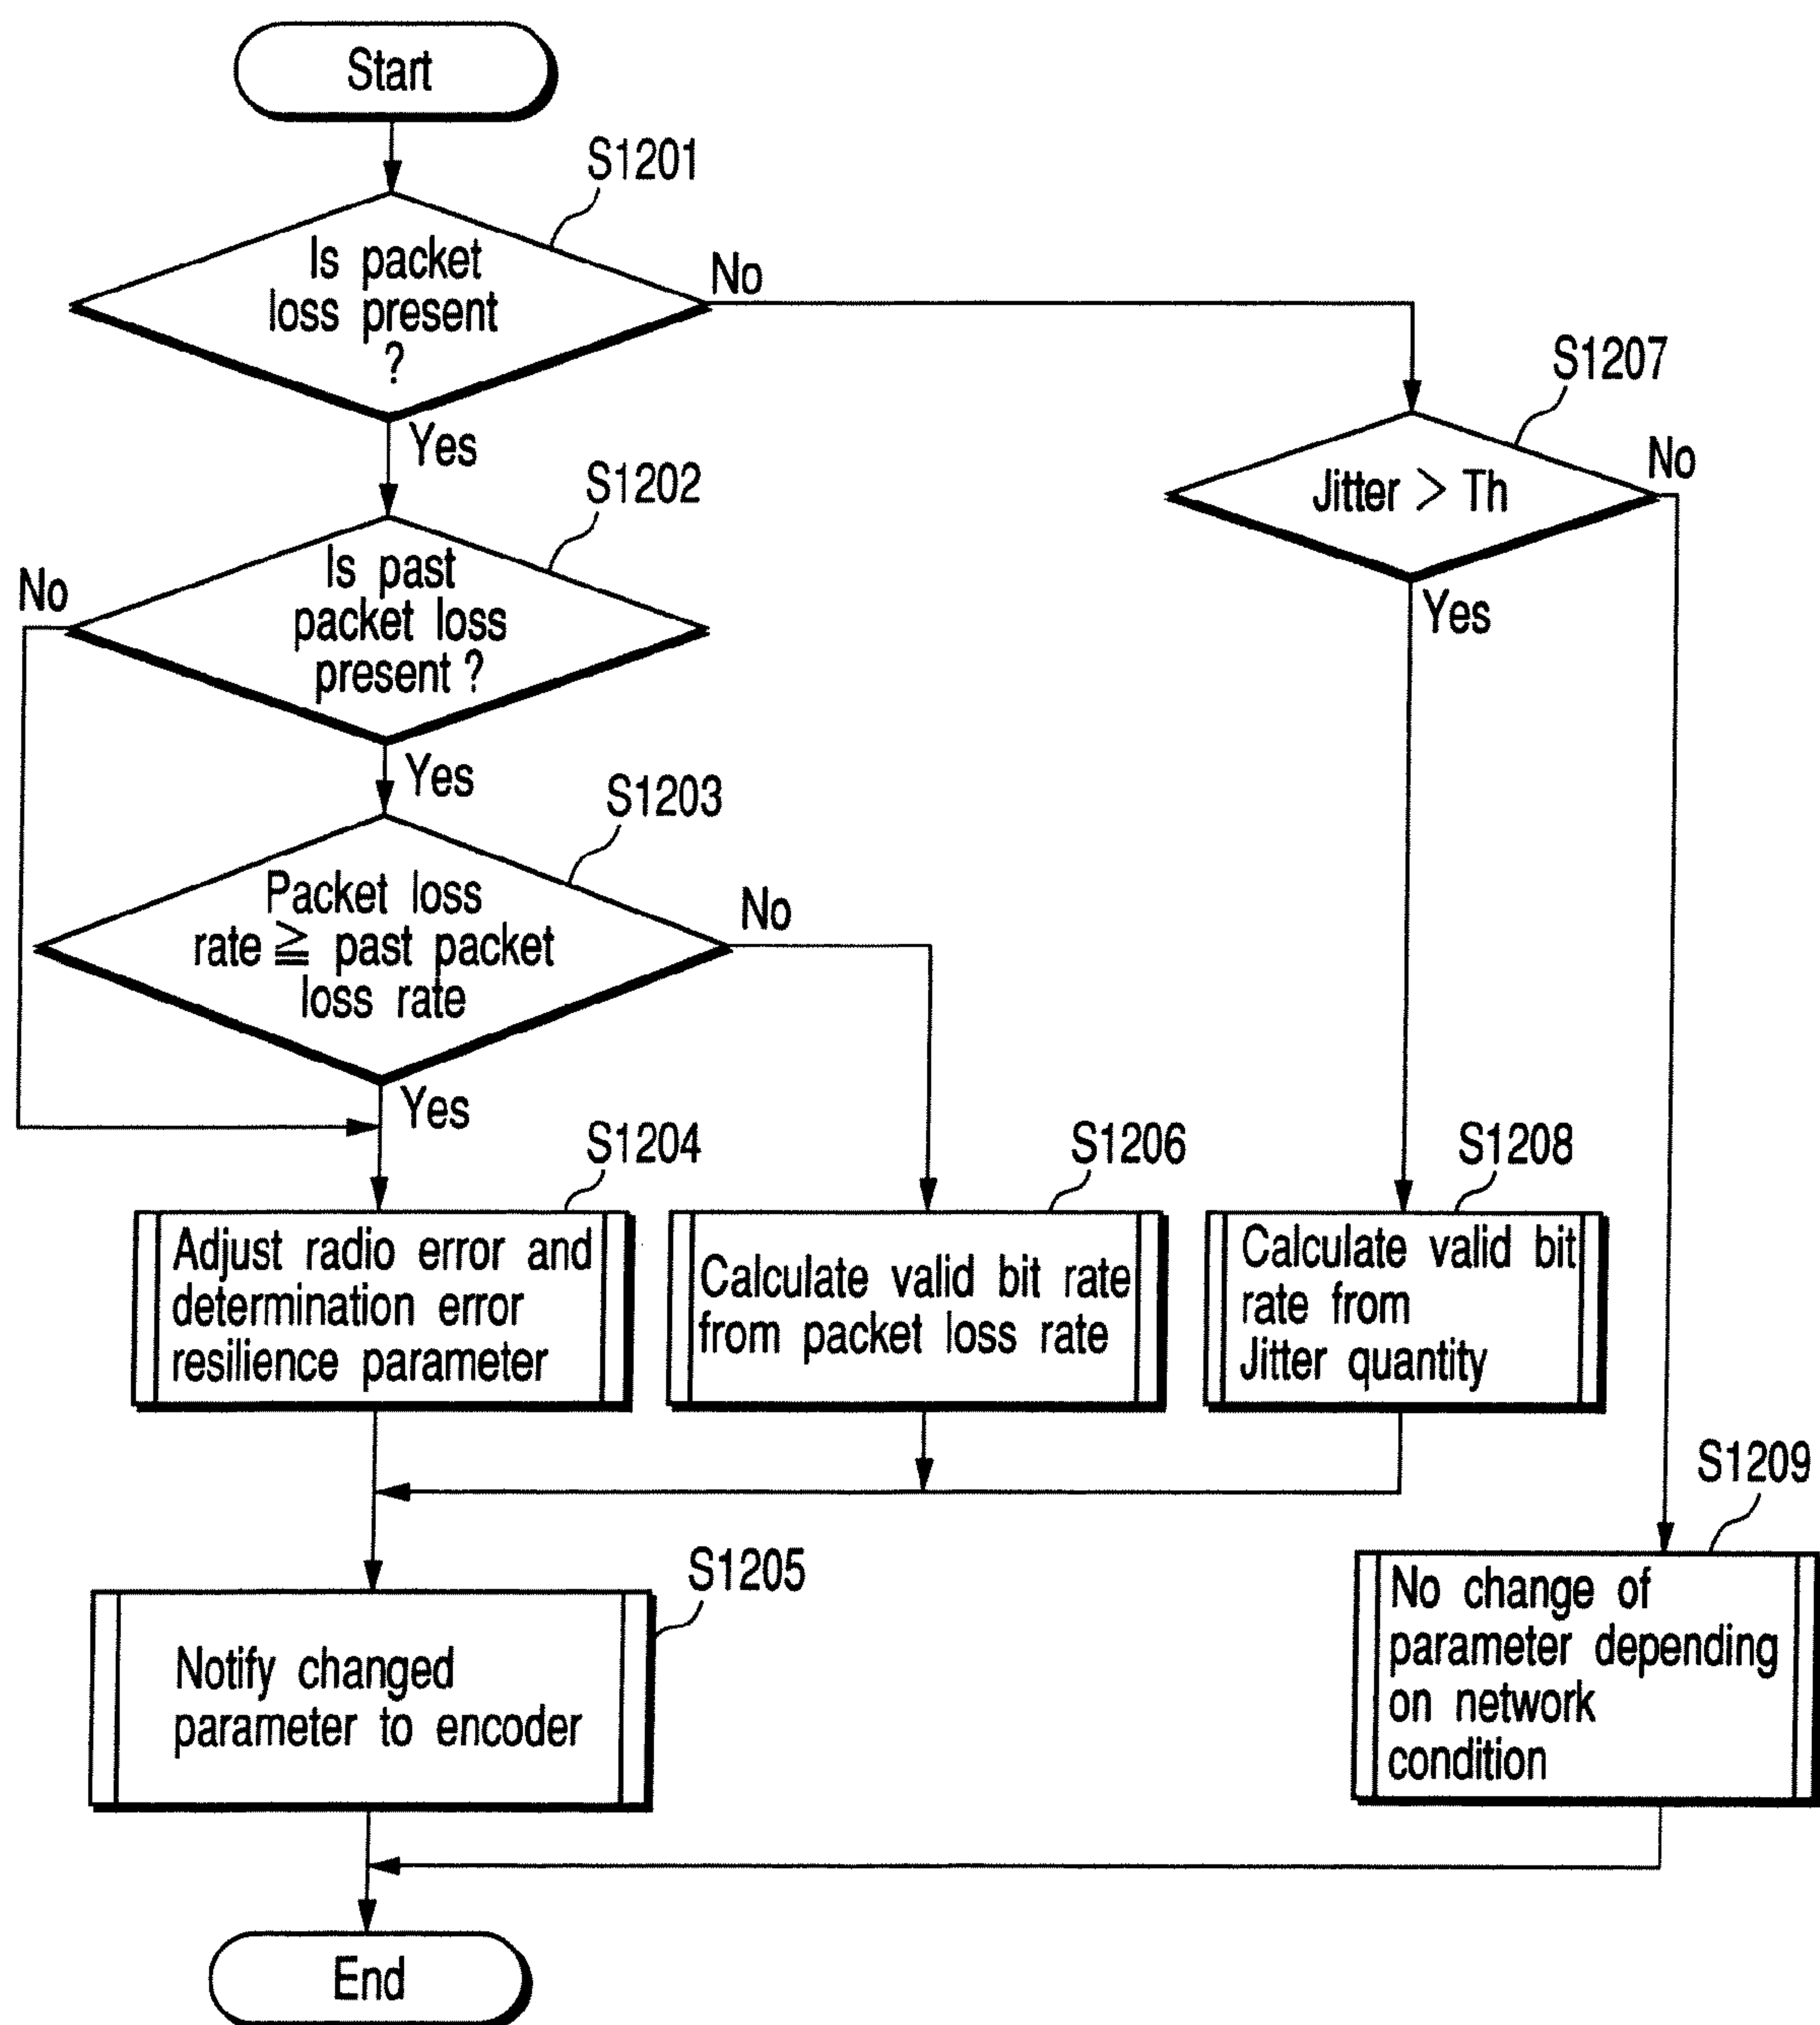 Start
S1201
Is packet
loss present
?
No
Yes
S1207
Jitter > Th
No
Yes
S1202
Is past
packet loss
present ?
No
Yes
S1203
Packet loss
rate ≧ past packet
loss rate
No
Yes
S1204
Adjust radio error and
determination error
resilience parameter
S1206
Calculate valid bit rate
from packet loss rate
S1208
Calculate valid bit
rate from
Jitter quantity
S1205
Notify changed
parameter to encoder
S1209
No change of
parameter depending
on network
condition
End